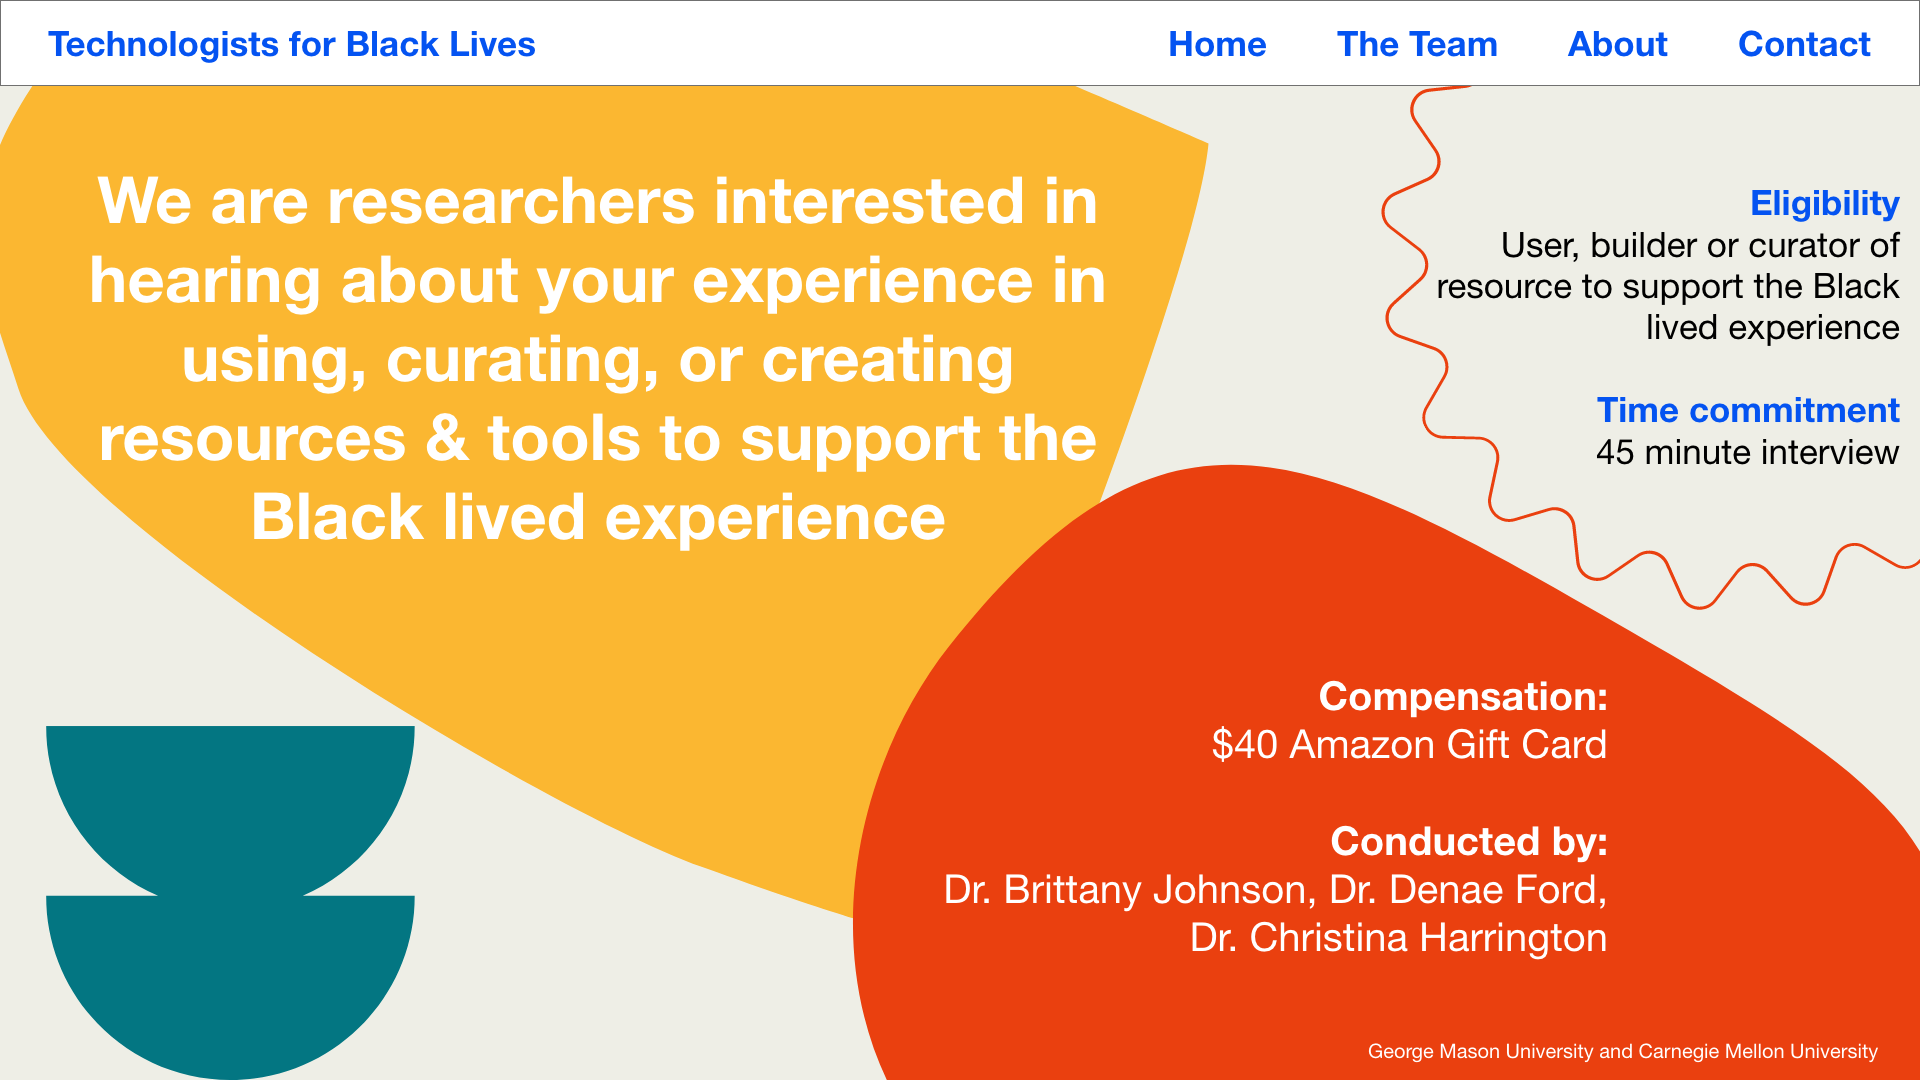 Technologists for Black Lives
Home The Team About Contact
We are researchers interested in
hearing about your experience in
using, curating, or creating
resources & tools to support the
Black lived experience
Eligibility
User, builder or curator of
resource to support the Black
lived experience
Time commitment
45 minute interview
Compensation:
$40 Amazon Gift Card
Conducted by:
Dr. Brittany Johnson, Dr. Denae Ford,
Dr. Christina Harrington
George Mason University and Carnegie Mellon University